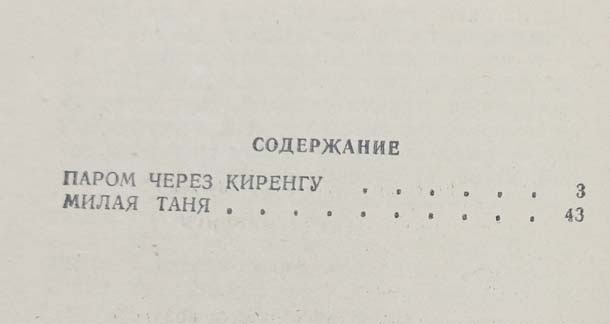 СОДЕРЖАНИЕ
ПАРОМ ЧЕРЕЗ КИРЕНГУ . . . . . . 3
МИЛАЯ ТАНЯ . . . . . . . . . . 43